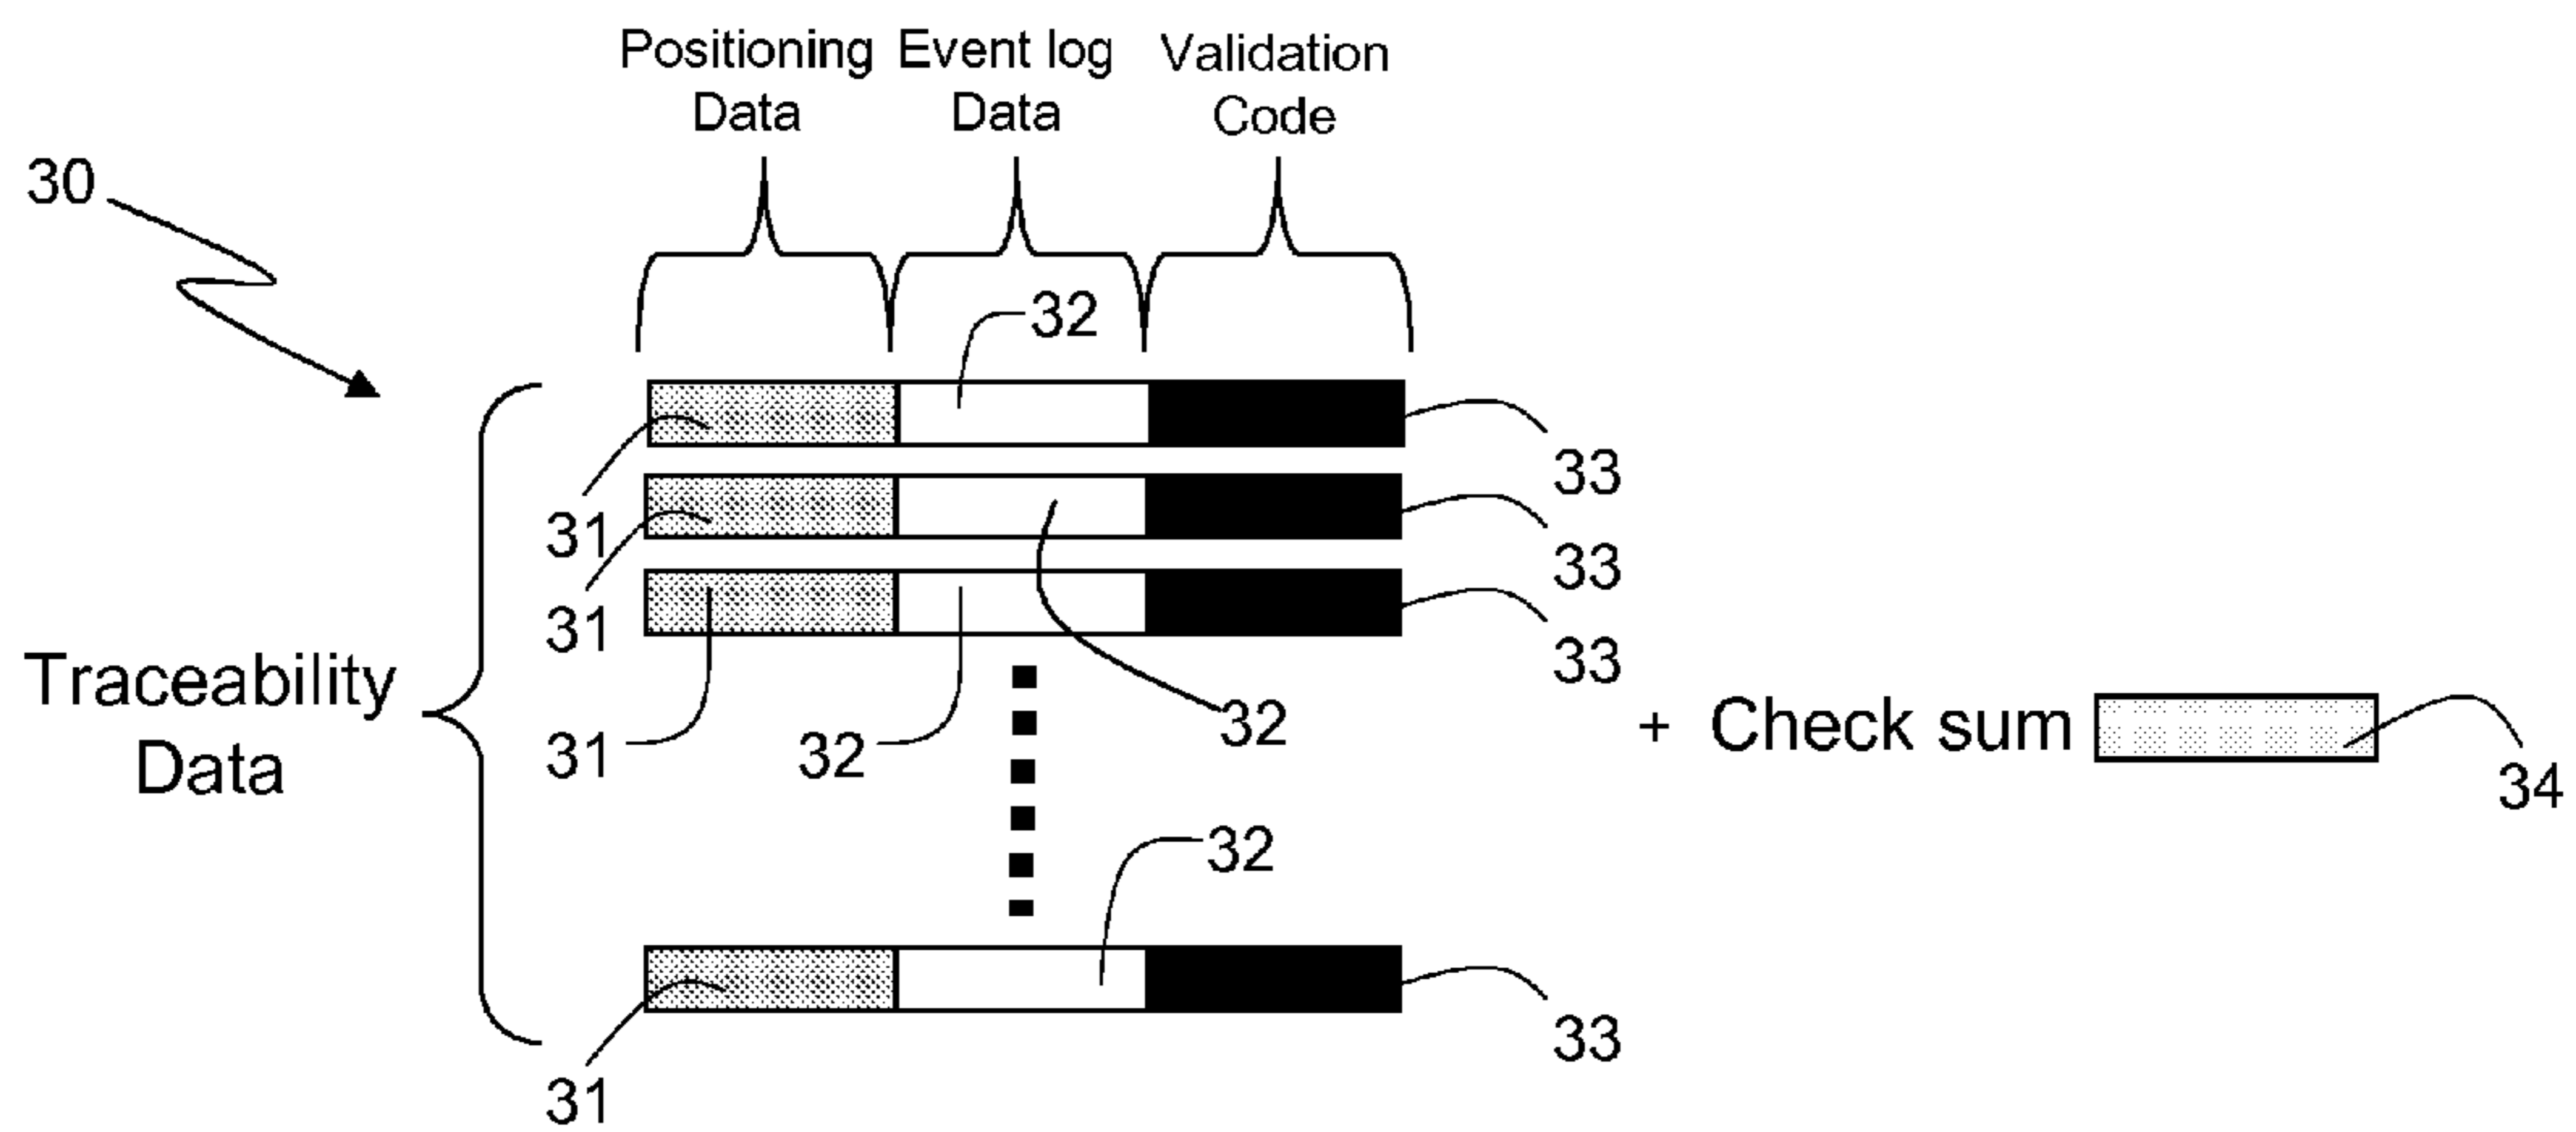 Positioning Event log Validation
Data Data Code
30
32
33
31
33
31
33
Traceability
Data
31
32
32
+ Check sum
34
32
33
31